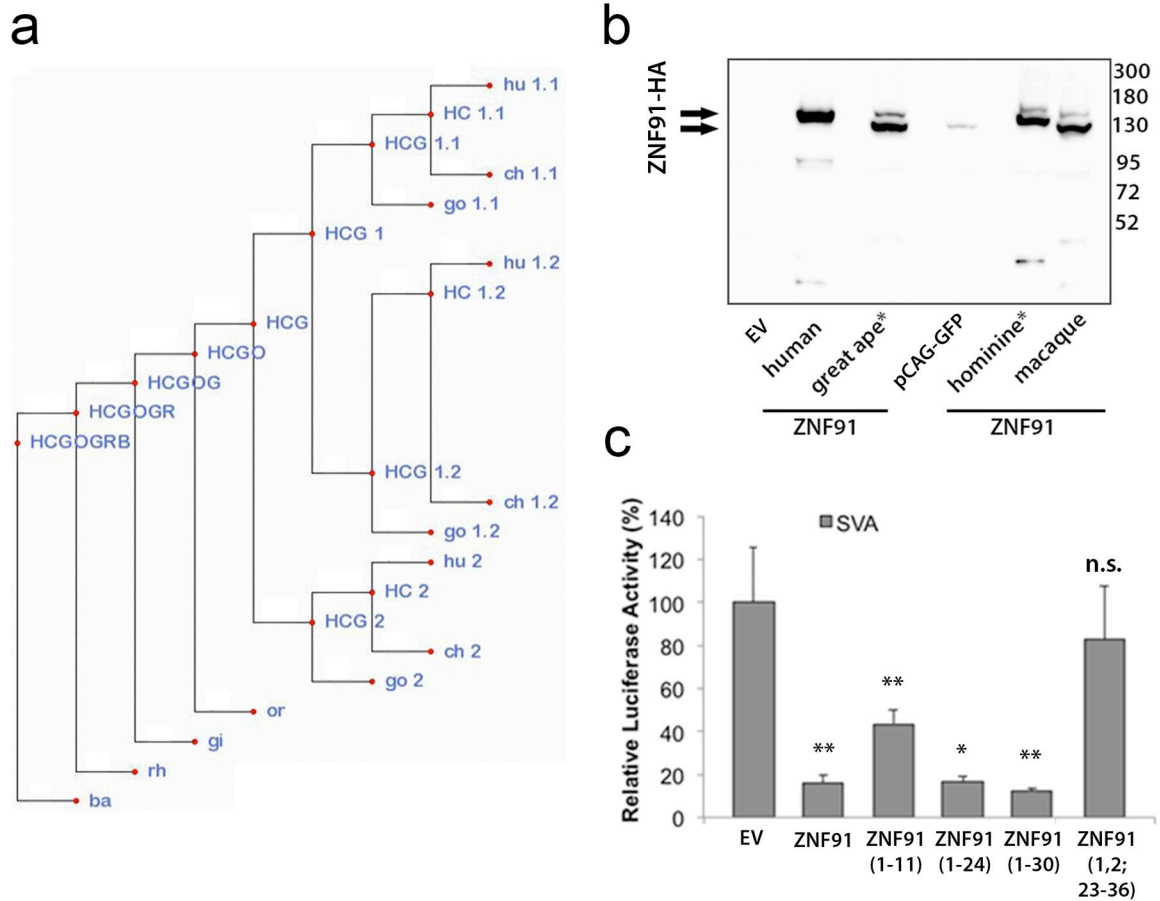 a
hu 1.1
HC 1.1
HCG 1.1
ch 1.1
go 1.1
HCG 1
hu 1.2
HC 1.2
HCG
HCGO
HCGOG
HCGOGR
HCGOGRB
HCG 1.2
ch 1.2
go 1.2
hu 2
HC 2
HCG 2
ch 2
go 2
or
gi
rh
ba
b
ZNF91-HA
300
180
130
95
72
52
EV
human
great ape*
pCAG-GFP
hominine*
macaque
ZNF91
ZNF91
c
Relative Luciferase Activity (%)
140
120
100
80
60
40
20
0
SVA
**
**
*
**
n.s.
EV
ZNF91
ZNF91
(1-11)
ZNF91
(1-24)
ZNF91
(1-30)
ZNF91
(1,2;
23-36)